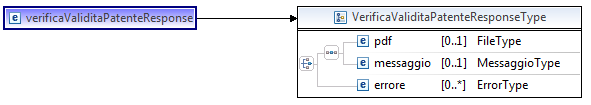 verificaValiditaPatenteResponse
VerificaValiditaPatenteResponseType
pdf [0..1] FileType
messaggio [0..1] MessaggioType
errore [0..*] ErrorType